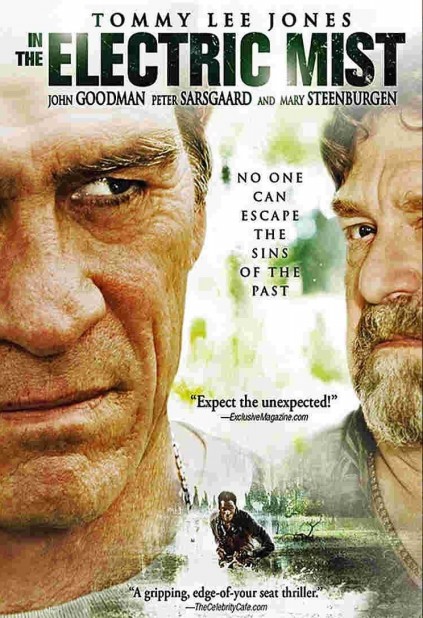 TOMMY LEE JONES
IN THE ELECTRIC MIST
JOHN GOODMAN PETER SARSGAARD AND MARY STEENBURGEN
NO ONE
CAN
ESCAPE
THE
SINS
OF THE
PAST
“Expect the unexpected!”
—ExclusiveMagazine.com
“A gripping, edge-of-your seat thriller.”
—TheCelebrityCafe.com